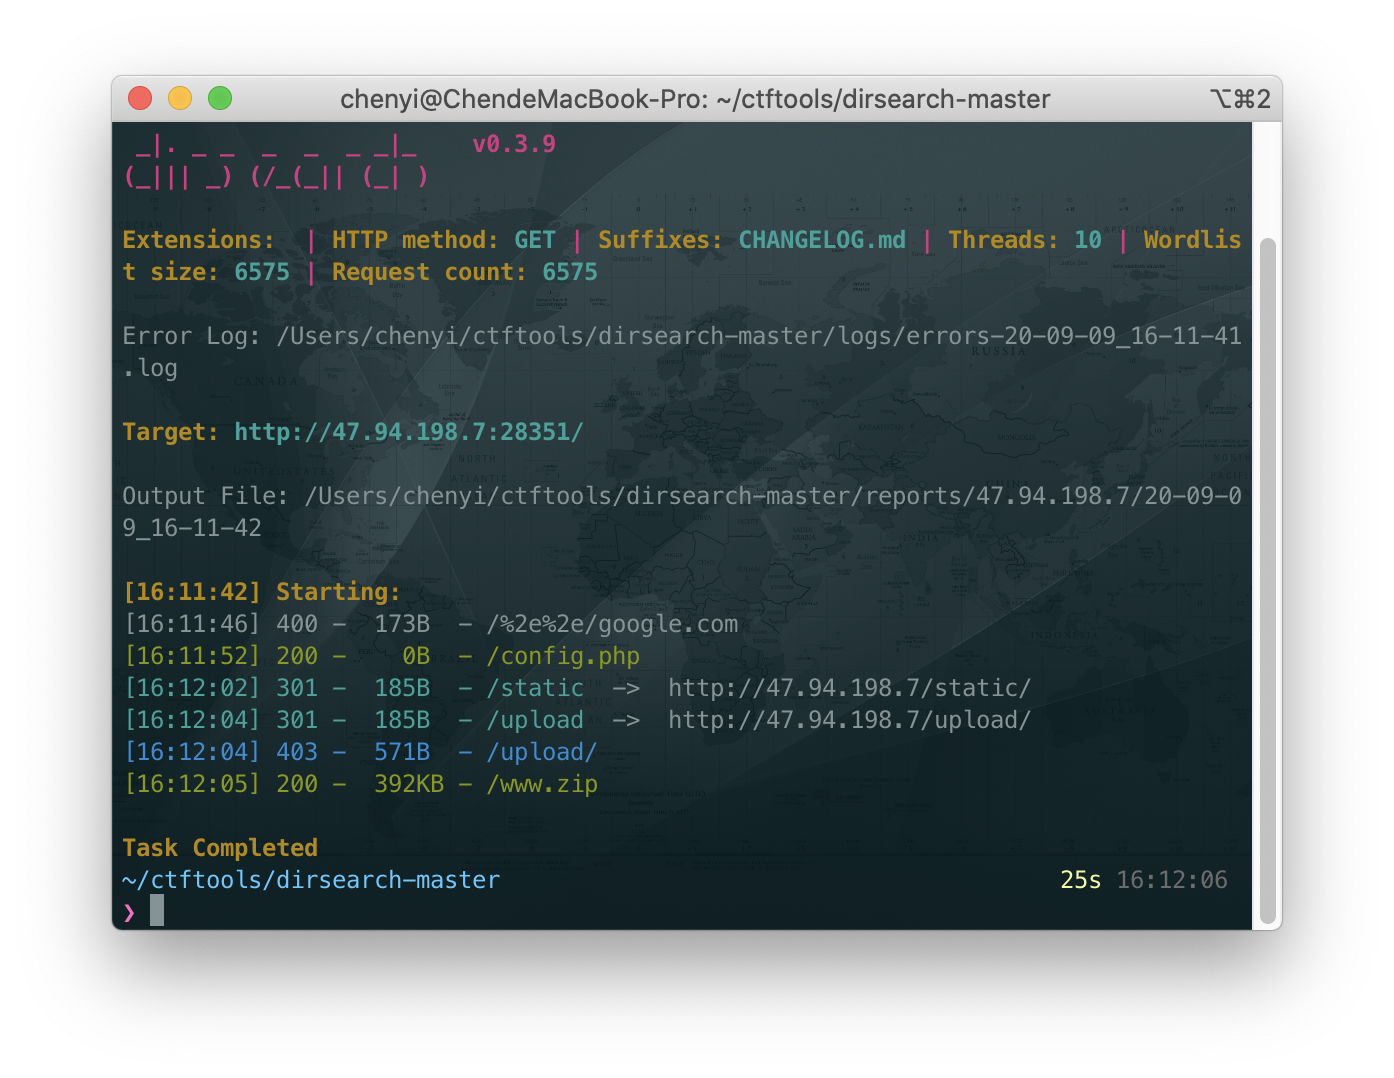 chenyi@ChendeMacBook-Pro: ~/ctftools/dirsearch-master ⌥⌘2
_|. _ _  _  _  _ _|_    v0.3.9
(_||| _) (/_(_|| (_| )
Extensions:  | HTTP method: GET | Suffixes: CHANGELOG.md | Threads: 10 | Wordlis
t size: 6575 | Request count: 6575
Error Log: /Users/chenyi/ctftools/dirsearch-master/logs/errors-20-09-09_16-11-41
.log
Target: http://47.94.198.7:28351/
Output File: /Users/chenyi/ctftools/dirsearch-master/reports/47.94.198.7/20-09-0
9_16-11-42
[16:11:42] Starting:
[16:11:46] 400 -  173B  - /%2e%2e/google.com
[16:11:52] 200 -    0B  - /config.php
[16:12:02] 301 -  185B  - /static  ->  http://47.94.198.7/static/
[16:12:04] 301 -  185B  - /upload  ->  http://47.94.198.7/upload/
[16:12:04] 403 -  571B  - /upload/
[16:12:05] 200 -  392KB - /www.zip
Task Completed
~/ctftools/dirsearch-master 25s 16:12:06
❯